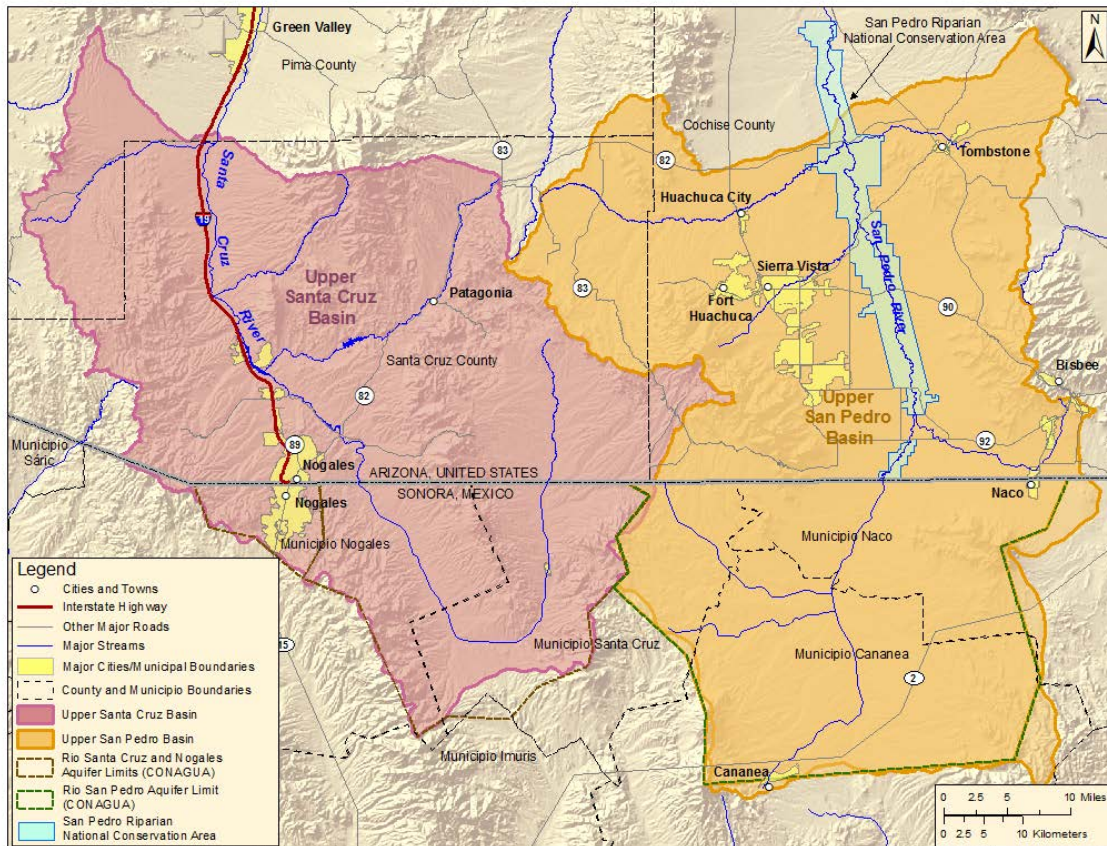 Green Valley
San Pedro Riparian
National Conservation Area
N
Pima County
Cochise County
83
82
Tombstone
Santa
Cruz
River
Huachuca City
San Pedro River
Upper
Santa Cruz
Basin
Patagonia
83
Sierra Vista
Fort
Huachuca
90
Santa Cruz County
Bisbee
82
Upper
San Pedro
Basin
Municipio
Saric
89
92
Nogales
ARIZONA, UNITED STATES
SONORA, MEXICO
Nogales
Naco
Municipio Nogales
Municipio Naco
Municipio Santa Cruz
Municipio Cananea
15
2
Municipio Imuris
Cananea
Legend
Cities and Towns
Interstate Highway
Other Major Roads
Major Streams
Major Cities/Municipal Boundaries
County and Municipio Boundaries
Upper Santa Cruz Basin
Upper San Pedro Basin
Rio Santa Cruz and Nogales
Aquifer Limits (CONAGUA)
Rio San Pedro Aquifer Limit
(CONAGUA)
San Pedro Riparian
National Conservation Area
0 2.5 5 10 Miles
0 2.5 5 10 Kilometers